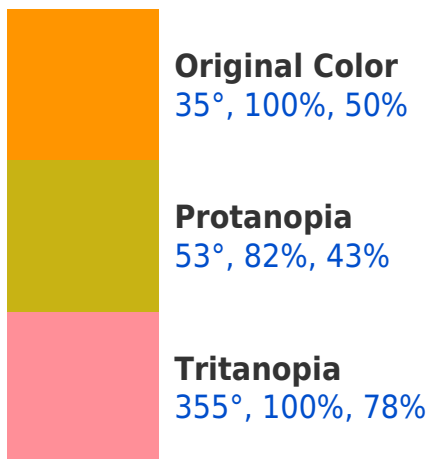 Original Color
35°, 100%, 50%
Protanopia
53°, 82%, 43%
Tritanopia
355°, 100%, 78%